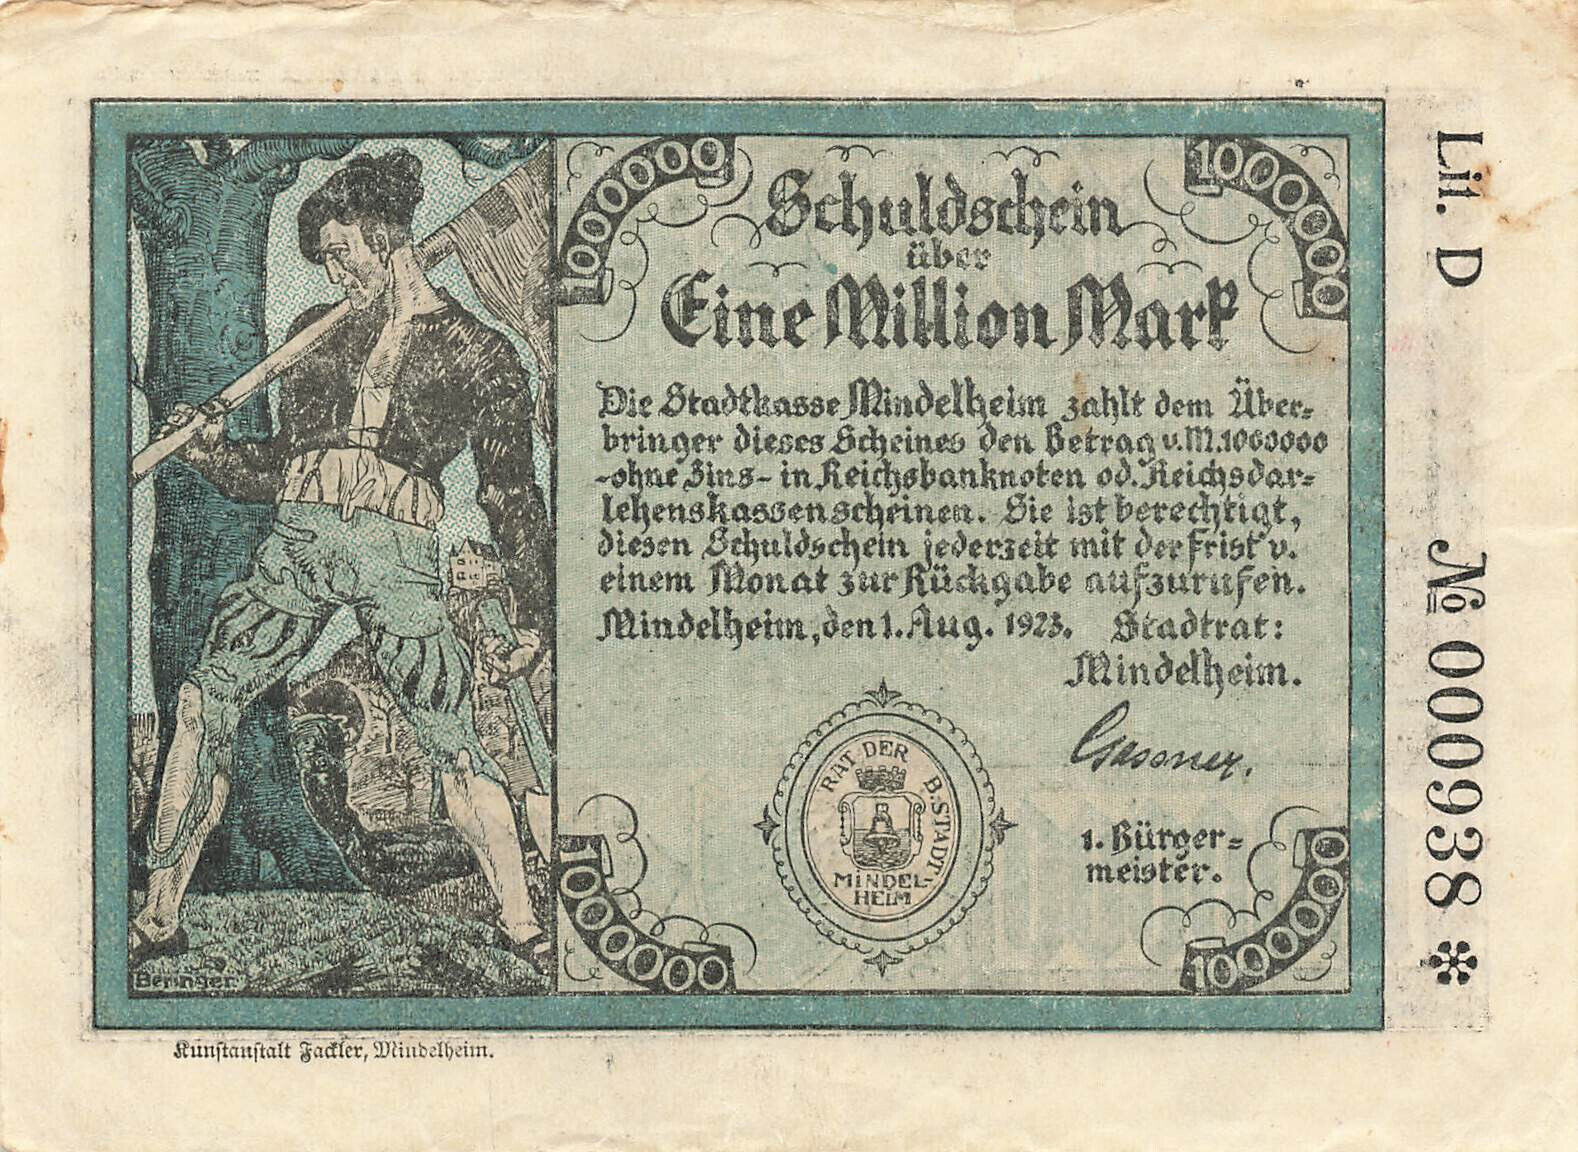 1000000
1000000
Schuldschein
über
Eine Million Mark
Die Stadtkasse Mindelheim zahlt dem Über=
bringer dieses Scheines den Betrag v. M. 1000000
-ohne Zins- in Reichsbanknoten od. Reichsdar=
lehenskassenscheinen. Sie ist berechtigt,
diesen Schuldschein jederzeit mit der Frist v.
einem Monat zur Rückgabe aufzurufen.
Mindelheim, den 1. Aug. 1923. Stadtrat:
Mindelheim.
Gassner.
1. Bürger=
meister.
RAT DER B. STADT
MINDEL-
HEIM
1000000
1000000
Beringer
Kunstanstalt Fackler, Mindelheim.
Lit. D
№ 000938 *